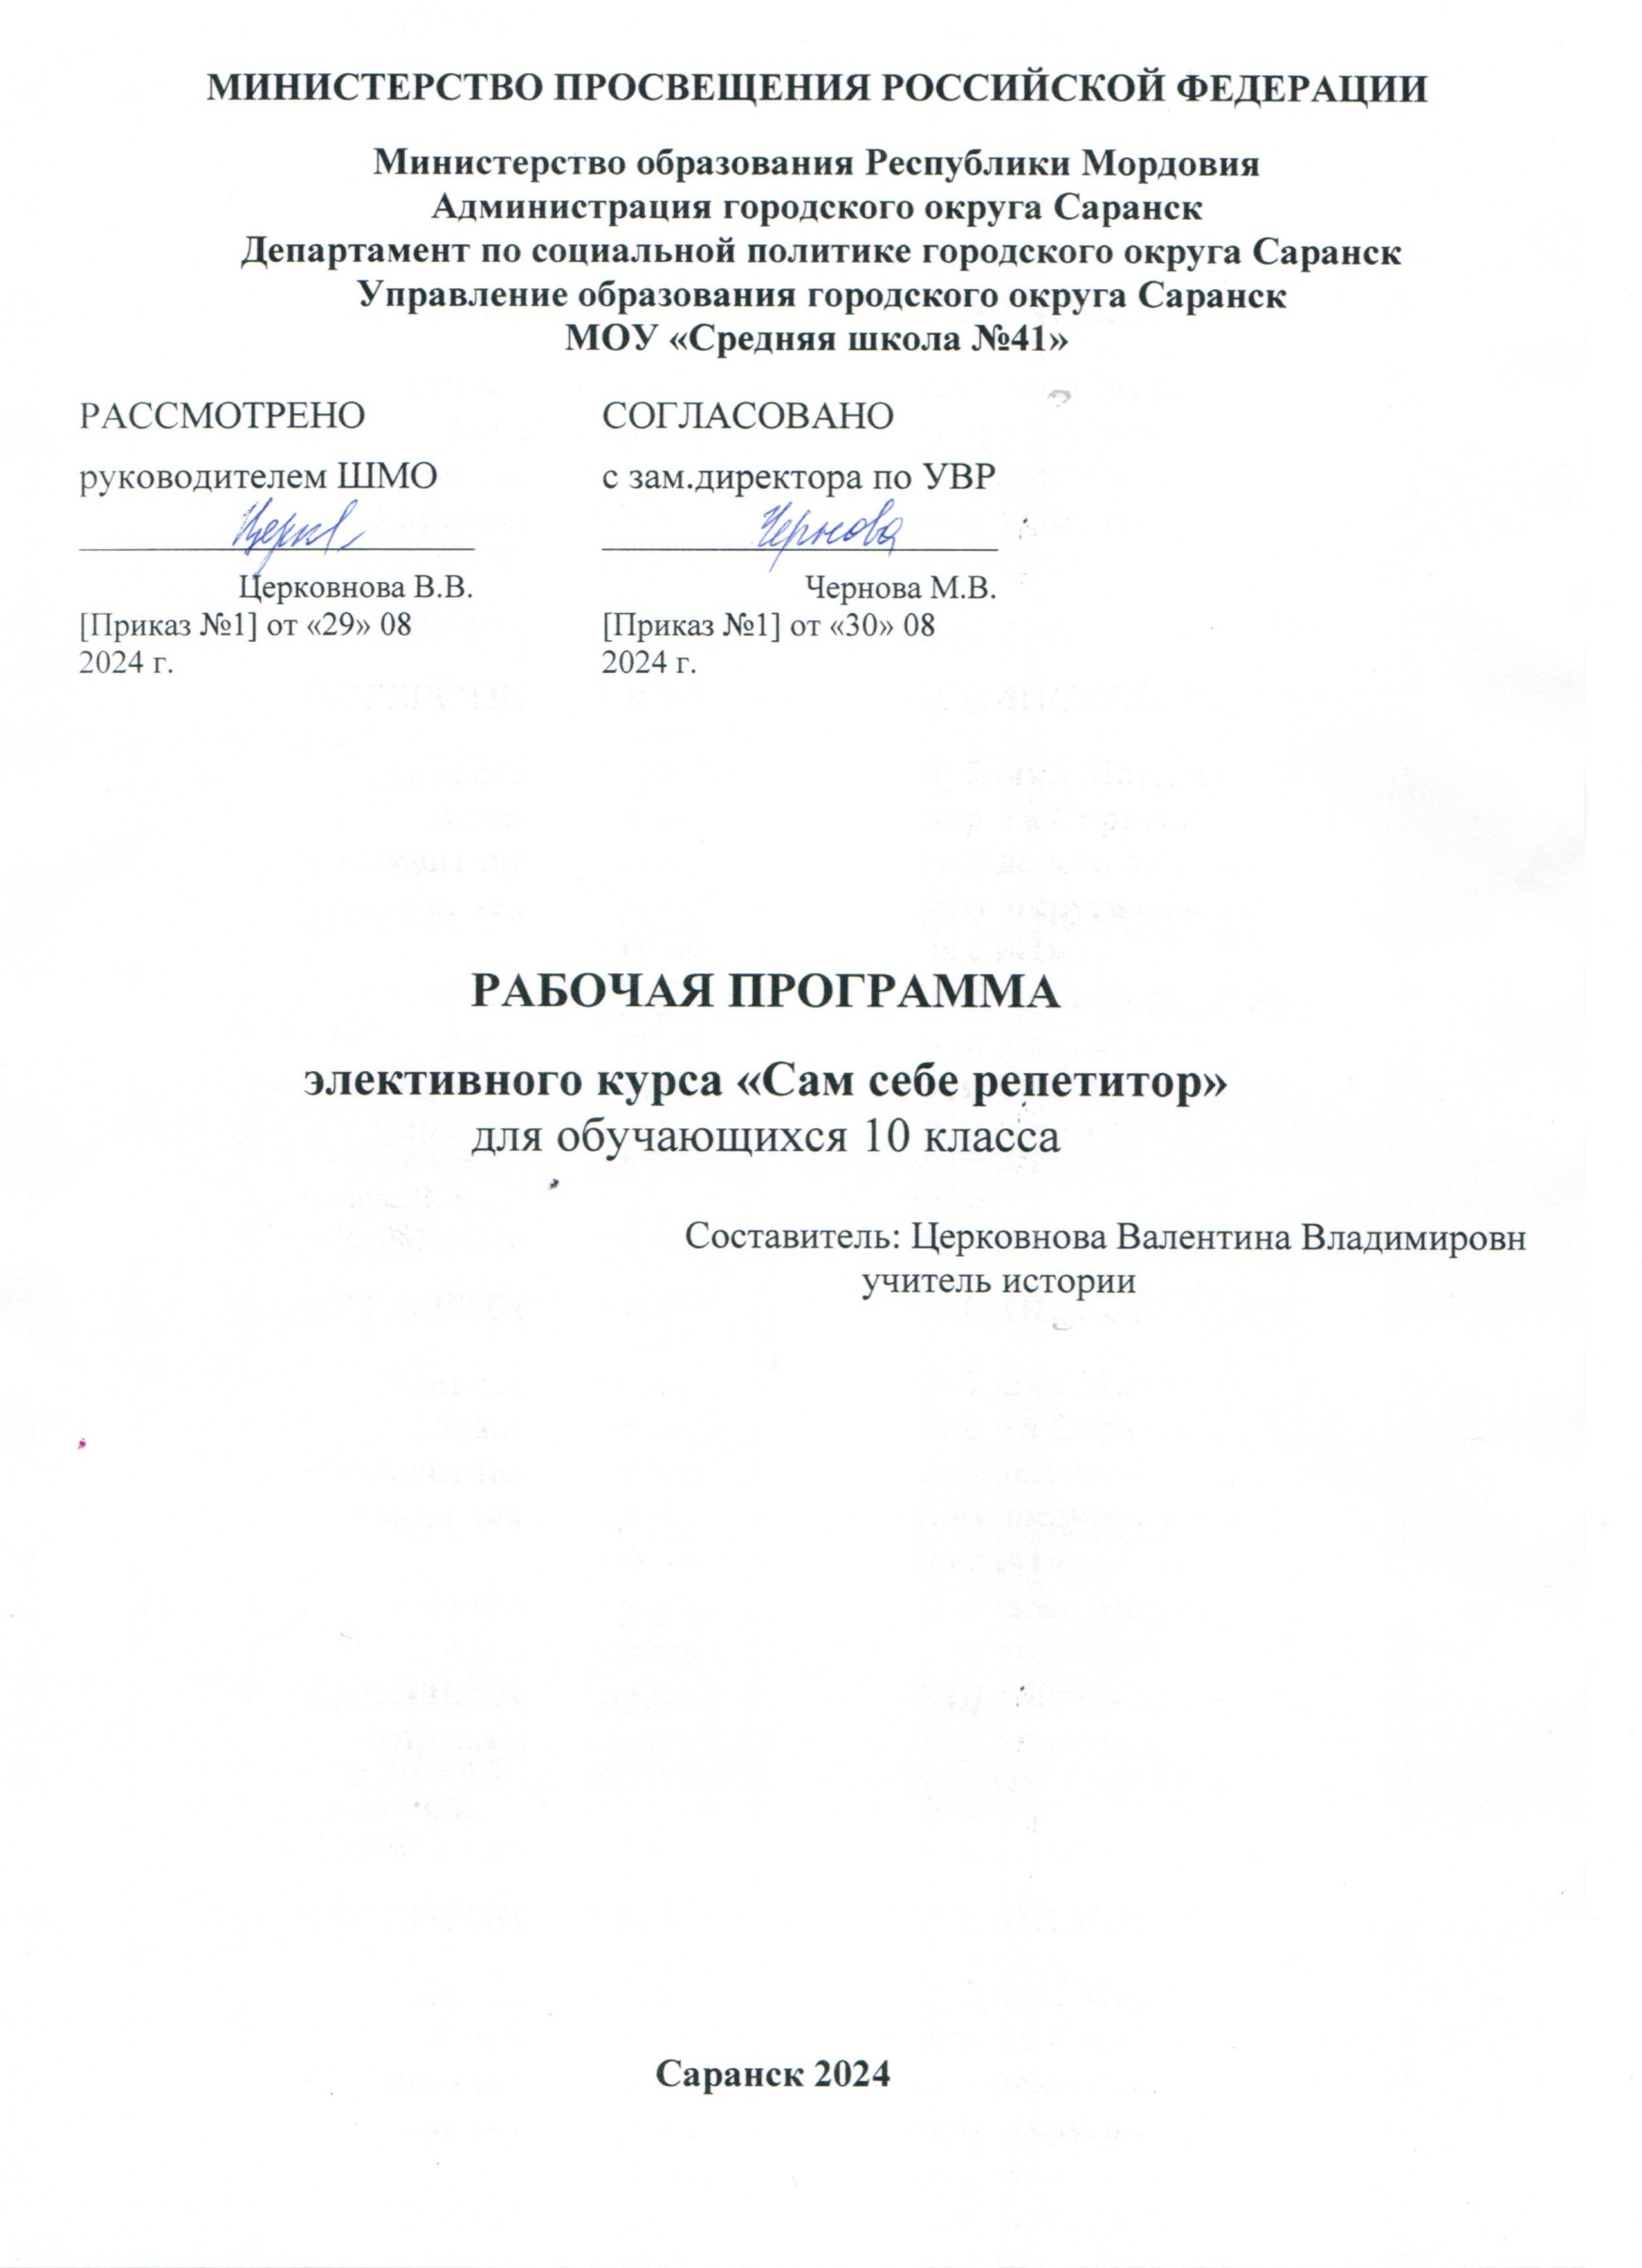 МИНИСТЕРСТВО ПРОСВЕЩЕНИЯ РОССИЙСКОЙ ФЕДЕРАЦИИ
Министерство образования Республики Мордовия
Администрация городского округа Саранск
Департамент по социальной политике городского округа Саранск
Управление образования городского округа Саранск
МОУ «Средняя школа №41»
РАССМОТРЕНО
руководителем ШМО
Церков
Церковнова В.В.
[Приказ №1] от «29» 08
2024 г.
СОГЛАСОВАНО
с зам.директора по УВР
Чернова
Чернова М.В.
[Приказ №1] от «30» 08
2024 г.
РАБОЧАЯ ПРОГРАММА
элективного курса «Сам себе репетитор»
для обучающихся 10 класса
Составитель: Церковнова Валентина Владимировн
учитель истории
Саранск 2024